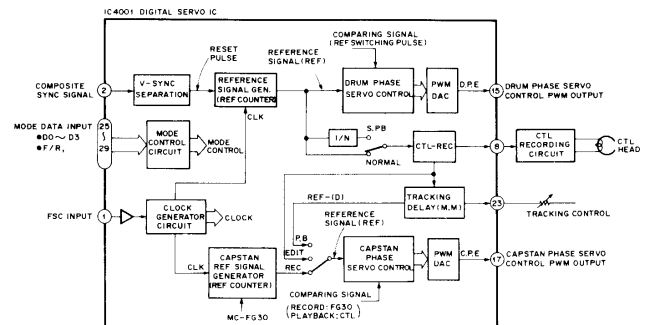 IC4001 DIGITAL SERVO IC
COMPOSITE
SYNC SIGNAL
2
V-SYNC
SEPARATION
RESET
PULSE
REFERENCE
SIGNAL GEN.
(REF COUNTER)
CLK
REFERENCE
SIGNAL (REF)
COMPARING SIGNAL
(REF SWITCHING PULSE)
DRUM PHASE
SERVO CONTROL
PWM
DAC
D.P.E
15
DRUM PHASE SERVO
CONTROL PWM OUTPUT
MODE DATA INPUT
●D0～D3
●F/R,
25
～
29
MODE
CONTROL
CIRCUIT
MODE
CONTROL
1/N
S.PB
NORMAL
CTL-REC
8
CTL
RECORDING
CIRCUIT
CTL
HEAD
TRACKING
DELAY(M,M)
23
TRACKING CONTROL
FSC INPUT
1
CLOCK
GENERATOR
CIRCUIT
CLOCK
REF-(D)
REFERENCE
SIGNAL (REF)
P.B
EDIT
REC
CLK
CAPSTAN
REF SIGNAL
GENERATOR
(REF COUNTER)
MC-FG30
CAPSTAN
PHASE
SERVO CONTROL
PWM
DAC
C.P.E
17
CAPSTAN PHASE SERVO
CONTROL PWM OUTPUT
COMPARING SIGNAL
(RECORD:FG30
PLAYBACK:CTL)